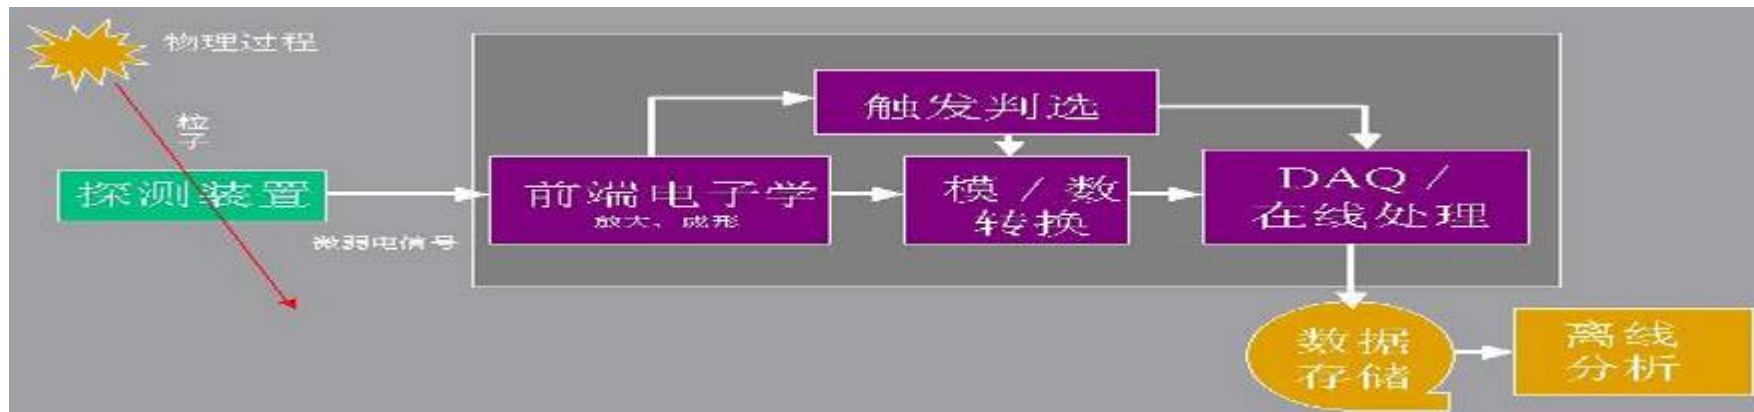 物理过程
粒
子
探测装置
微弱电信号
前端电子学
放大、成形
触发判选
模/数
转换
DAQ/
在线处理
数据
存储
离线
分析